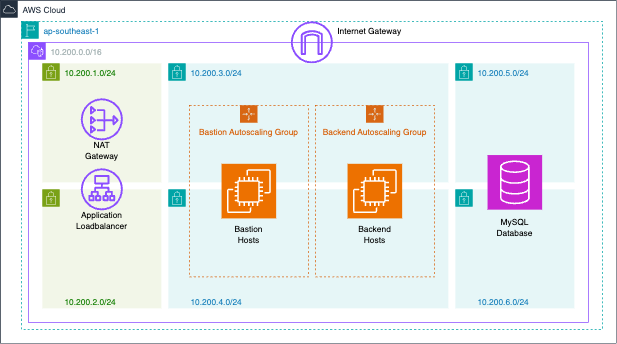 AWS Cloud
Internet Gateway
ap-southeast-1
10.200.0.0/16
10.200.1.0/24
10.200.3.0/24
10.200.5.0/24
Bastion Autoscaling Group
Backend Autoscaling Group
NAT
Gateway
Application
Loadbalancer
Bastion
Hosts
Backend
Hosts
MySQL
Database
10.200.2.0/24
10.200.4.0/24
10.200.6.0/24